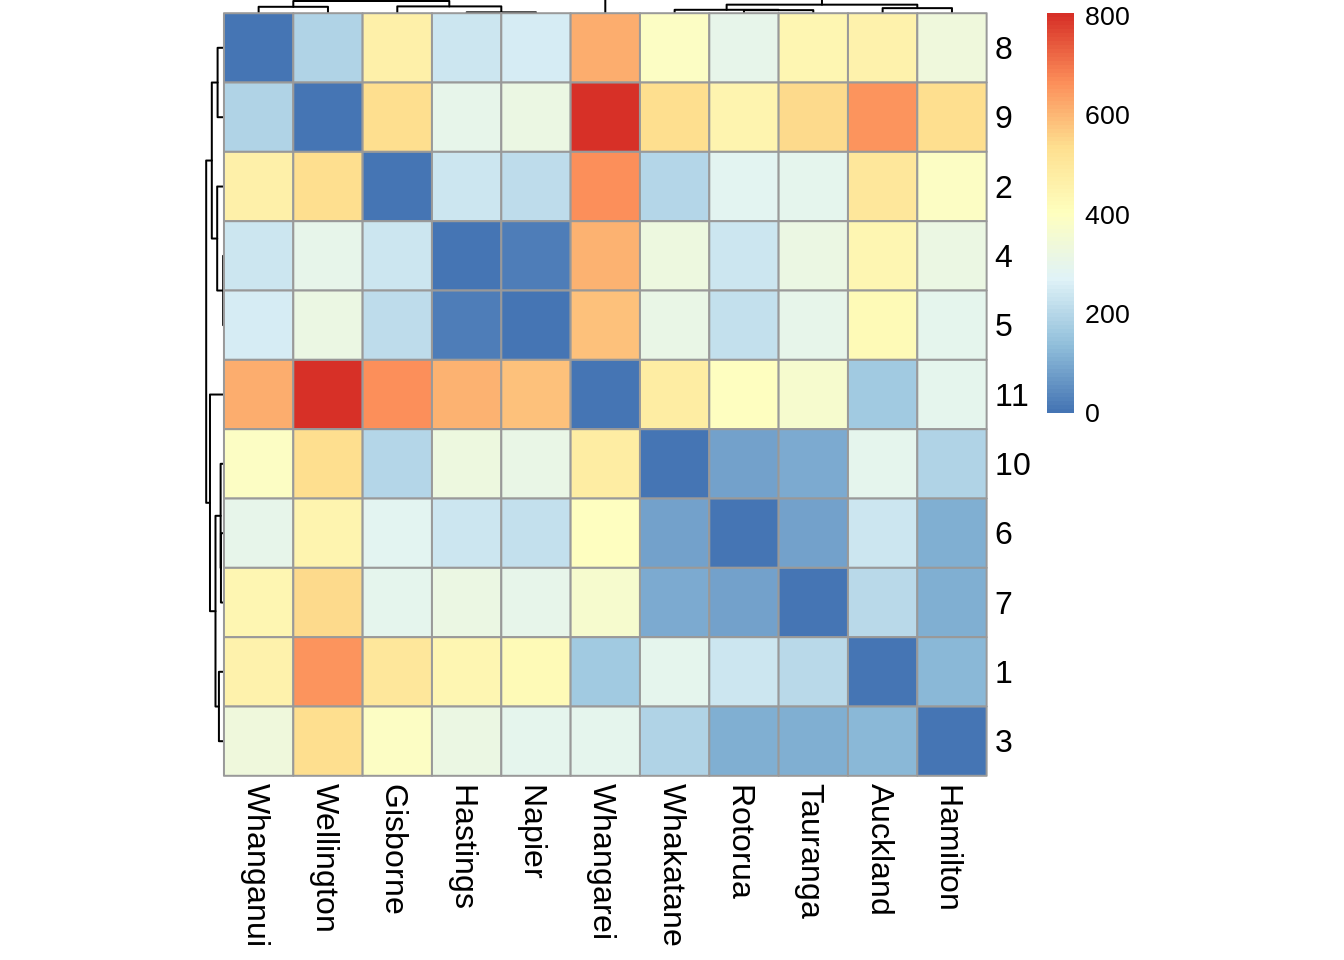 8
9
2
4
5
11
10
6
7
1
3
800
600
400
200
0
Whanganui
Wellington
Gisborne
Hastings
Napier
Whangarei
Whakatane
Rotorua
Tauranga
Auckland
Hamilton